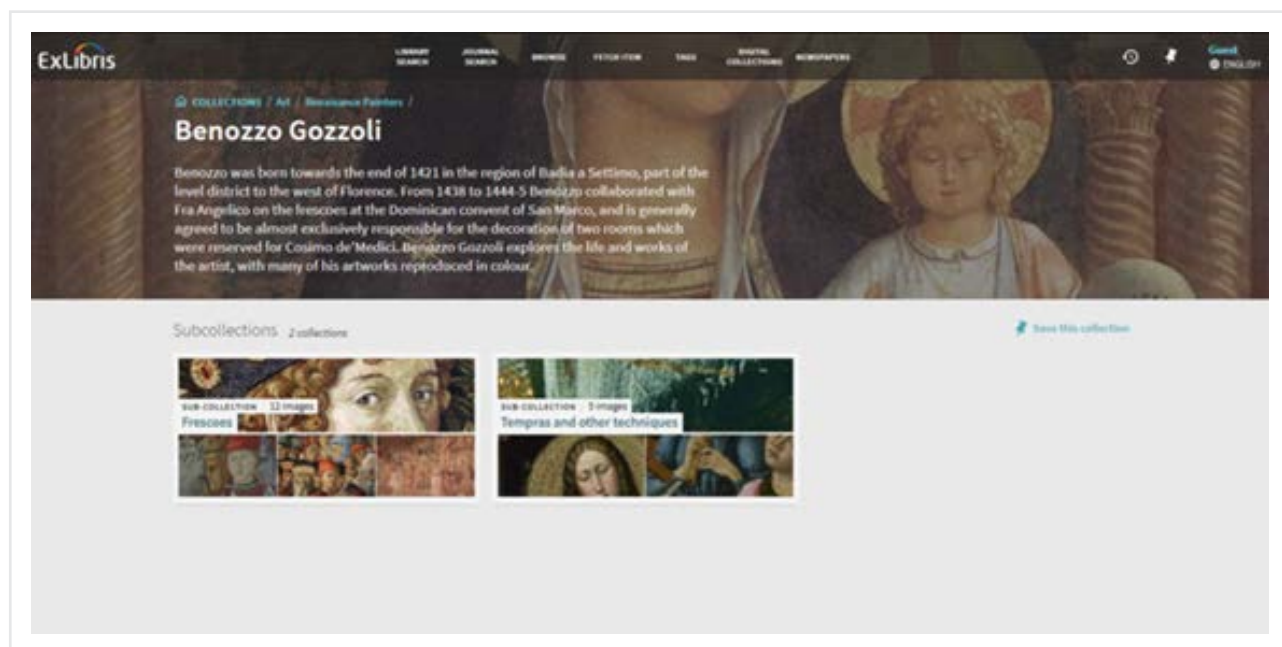 ExLibris
LIBRARY SEARCH
JOURNAL SEARCH
BROWSE
FETCH ITEM
TAGS
DIGITAL COLLECTIONS
NEWSPAPERS
Guest
ENGLISH
COLLECTIONS / Art / Renaissance Painters /
Benozzo Gozzoli
Benozzo was born towards the end of 1421 in the region of Badia a Settimo, part of the
level district to the west of Florence. From 1438 to 1444-5 Benozzo collaborated with
Fra Angelico on the frescoes at the Dominican convent of San Marco, and is generally
agreed to be almost exclusively responsible for the decoration of two rooms which
were reserved for Cosimo de'Medici. Benozzo Gozzoli explores the life and works of
the artist, with many of his artworks reproduced in colour.
Subcollections 2 collections
Save this collection
SUB-COLLECTION 12 images
Frescoes
SUB-COLLECTION 5 images
Tempras and other techniques